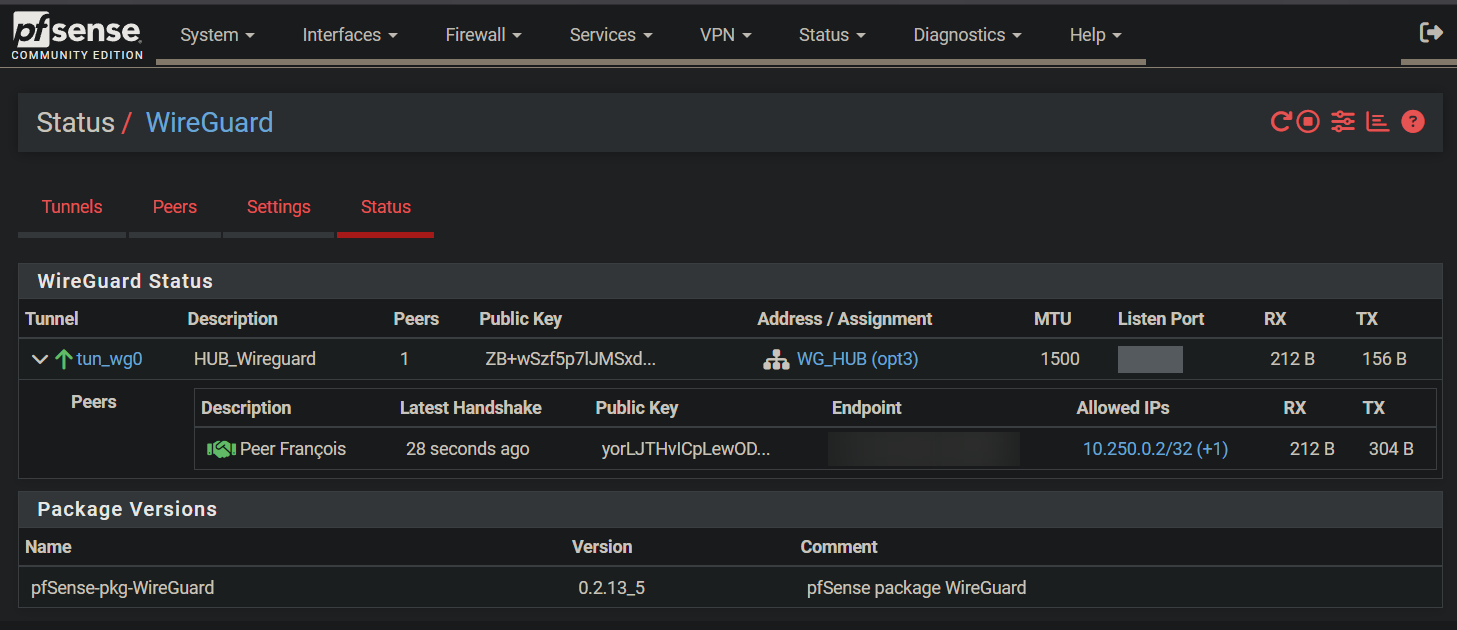 pfsense
COMMUNITY EDITION
System Interfaces Firewall Services VPN Status Diagnostics Help
Status / WireGuard
Tunnels Peers Settings Status
WireGuard Status
Tunnel Description Peers Public Key Address / Assignment MTU Listen Port RX TX
tun_wg0 HUB_Wireguard 1 ZB+wSzf5p7lJMSxd... WG_HUB (opt3) 1500 212 B 156 B
Peers
Description Latest Handshake Public Key Endpoint Allowed IPs RX TX
Peer François 28 seconds ago yorLJTHvICpLewOD... 10.250.0.2/32 (+1) 212 B 304 B
Package Versions
Name Version Comment
pfSense-pkg-WireGuard 0.2.13_5 pfSense package WireGuard